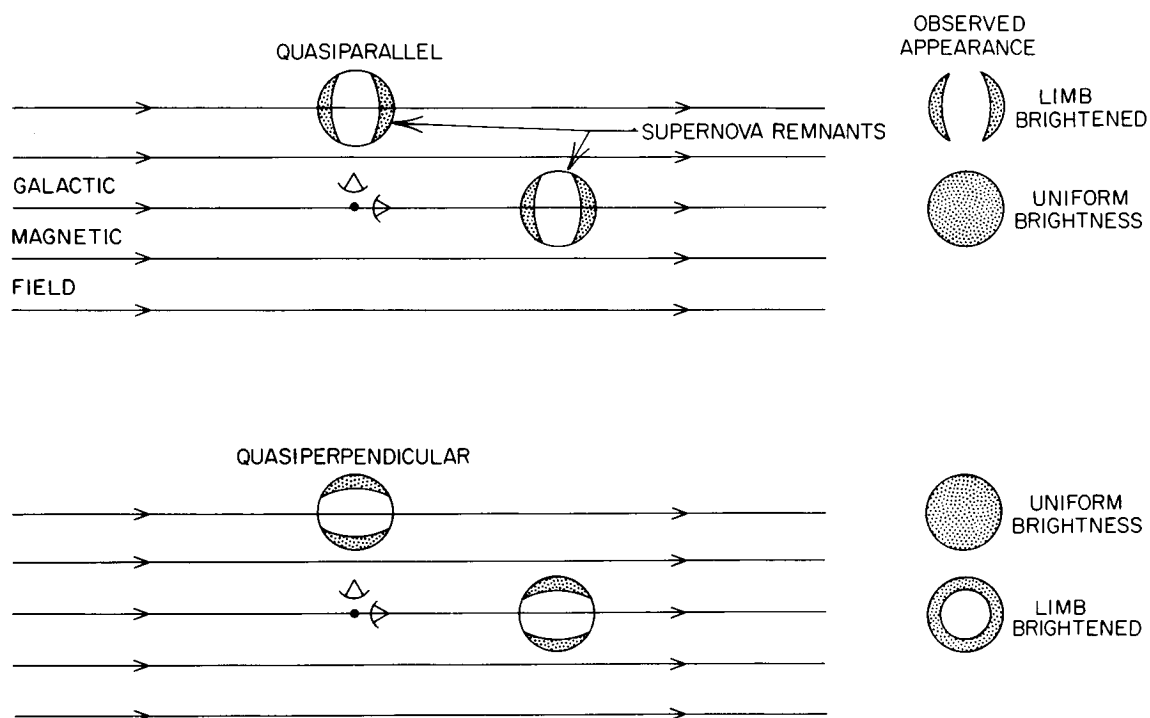 OBSERVED
APPEARANCE
QUASIPARALLEL
LIMB
BRIGHTENED
SUPERNOVA REMNANTS
GALACTIC
UNIFORM
BRIGHTNESS
MAGNETIC
FIELD
QUASIPERPENDICULAR
UNIFORM
BRIGHTNESS
LIMB
BRIGHTENED